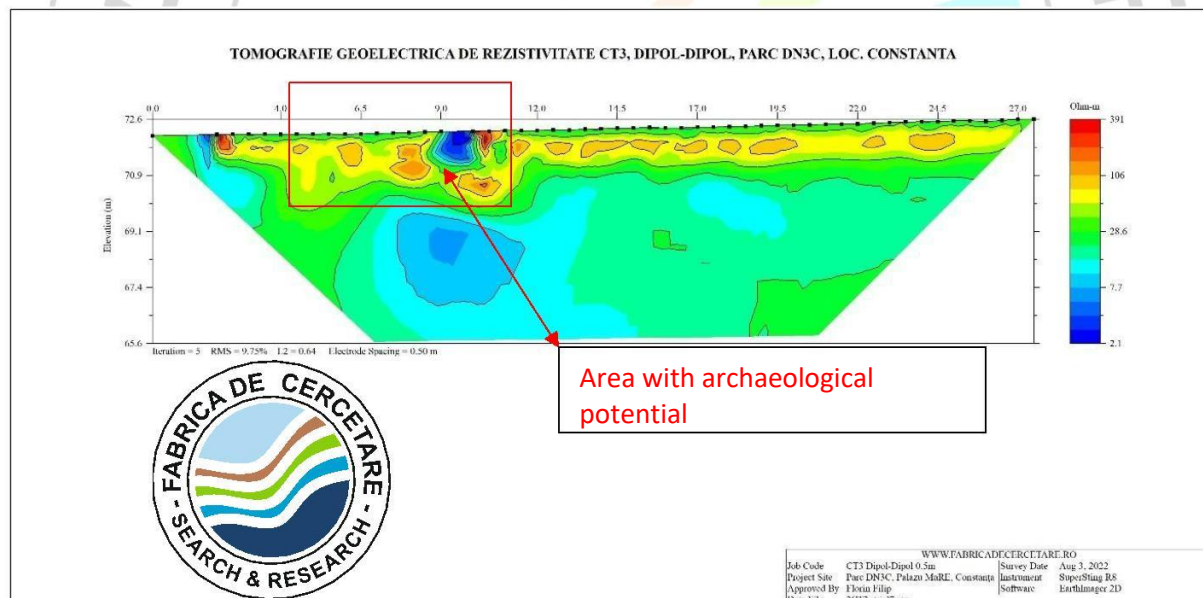 TOMOGRAFIE GEOELECTRICA DE REZISTIVITATE CT3, DIPOL-DIPOL, PARC DN3C, LOC. CONSTANTA
0.0 4.0 6.5 9.0 12.0 14.5 17.0 19.5 22.0 24.5 27.0
Ohm-m
72.6
70.9
69.1
67.4
65.6
Elevation (m)
391
106
28.6
7.7
2.1
Iteration = 5 RMS = 9.75% L2 = 0.64 Electrode Spacing = 0.50 m
Area with archaeological
potential
FABRICA DE CERCETARE
- SEARCH & RESEARCH -
WWW.FABRICADECERCETARE.RO
Job Code CT3 Dipol-Dipol 0.5m Survey Date Aug 3, 2022
Project Site Parc DN3C, Palazu MaRE, Constanța Instrument SuperSting R8
Approved By Florin Filip Software EarthImager 2D